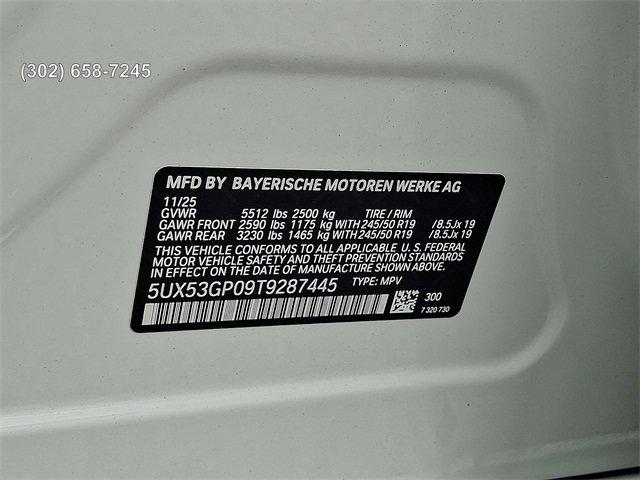 (302) 658-7245
MFD BY BAYERISCHE MOTOREN WERKE AG
11/25
GVWR 5512 lbs 2500 kg TIRE / RIM
GAWR FRONT 2590 lbs 1175 kg WITH 245/50 R19 /8.5Jx 19
GAWR REAR 3230 lbs 1465 kg WITH 245/50 R19 /8.5Jx 19
THIS VEHICLE CONFORMS TO ALL APPLICABLE U. S. FEDERAL
MOTOR VEHICLE SAFETY AND THEFT PREVENTION STANDARDS
IN EFFECT ON THE DATE OF MANUFACTURE SHOWN ABOVE.
5UX53GP09T9287445 TYPE: MPV
300
7 320 730